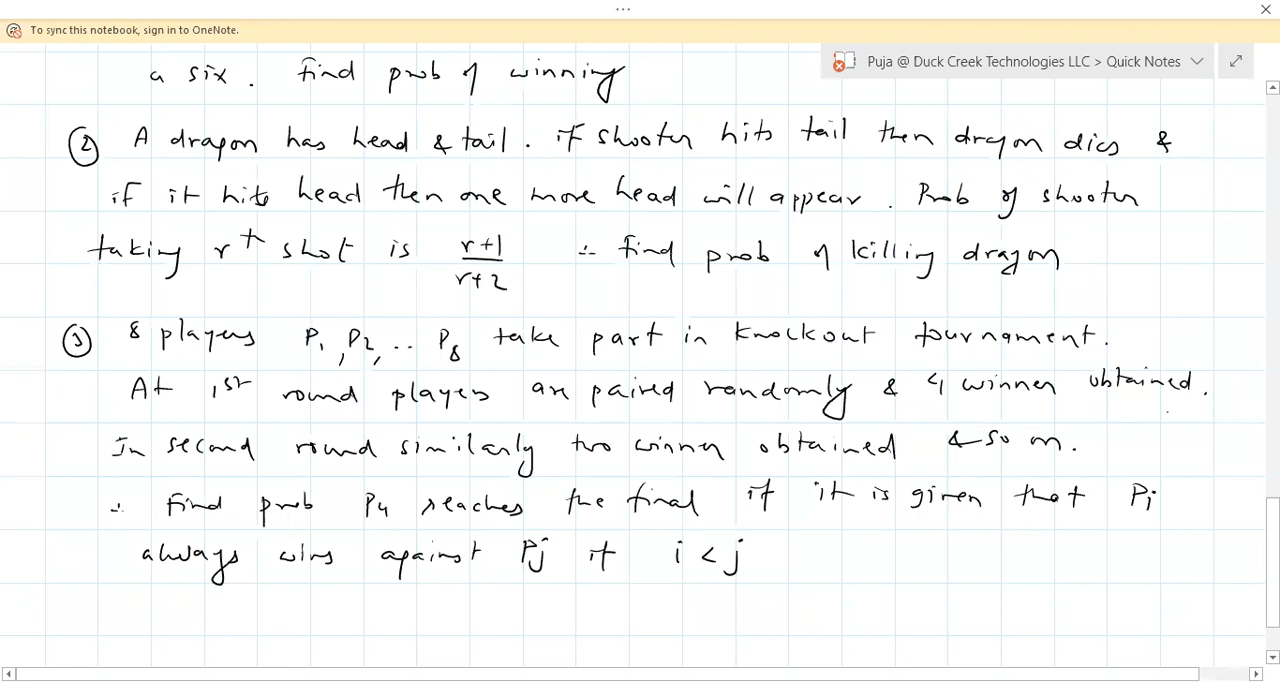 To sync this notebook, sign in to OneNote.
Puja @ Duck Creek Technologies LLC > Quick Notes
a six. Find prob of winning
② A dragon has head & tail. if shooter hits tail then dragon dies &
if it hits head then one more head will appear. Prob of shooter
taking rth shot is r+1/r+2 ∴ find prob of killing dragon
③ 8 players P1, P2, .. P8 take part in knockout tournament.
At 1st round players are paired randomly & 4 winner obtained.
In second round similarly two winner obtained & so on.
∴ Find prob P4 reaches the final if it is given that Pi
always wins against Pj if i < j